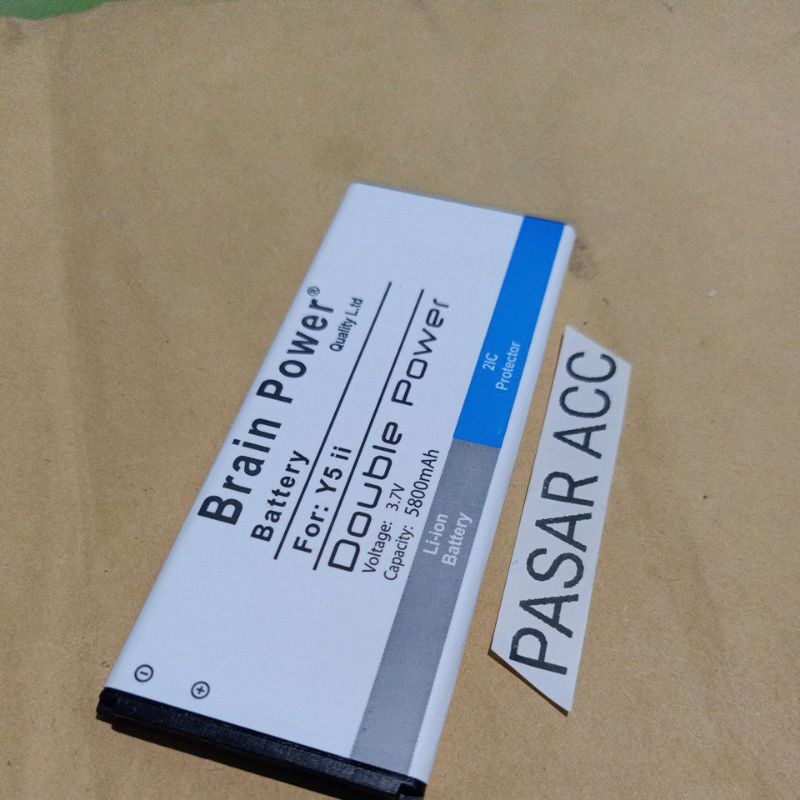 Brain Power®
Quality L.td
Battery
For: Y5 ii
Double Power
Voltage: 3.7V
Capacity: 5800mAh
2IC
Protector
Li-Ion
Battery
PASAR ACC